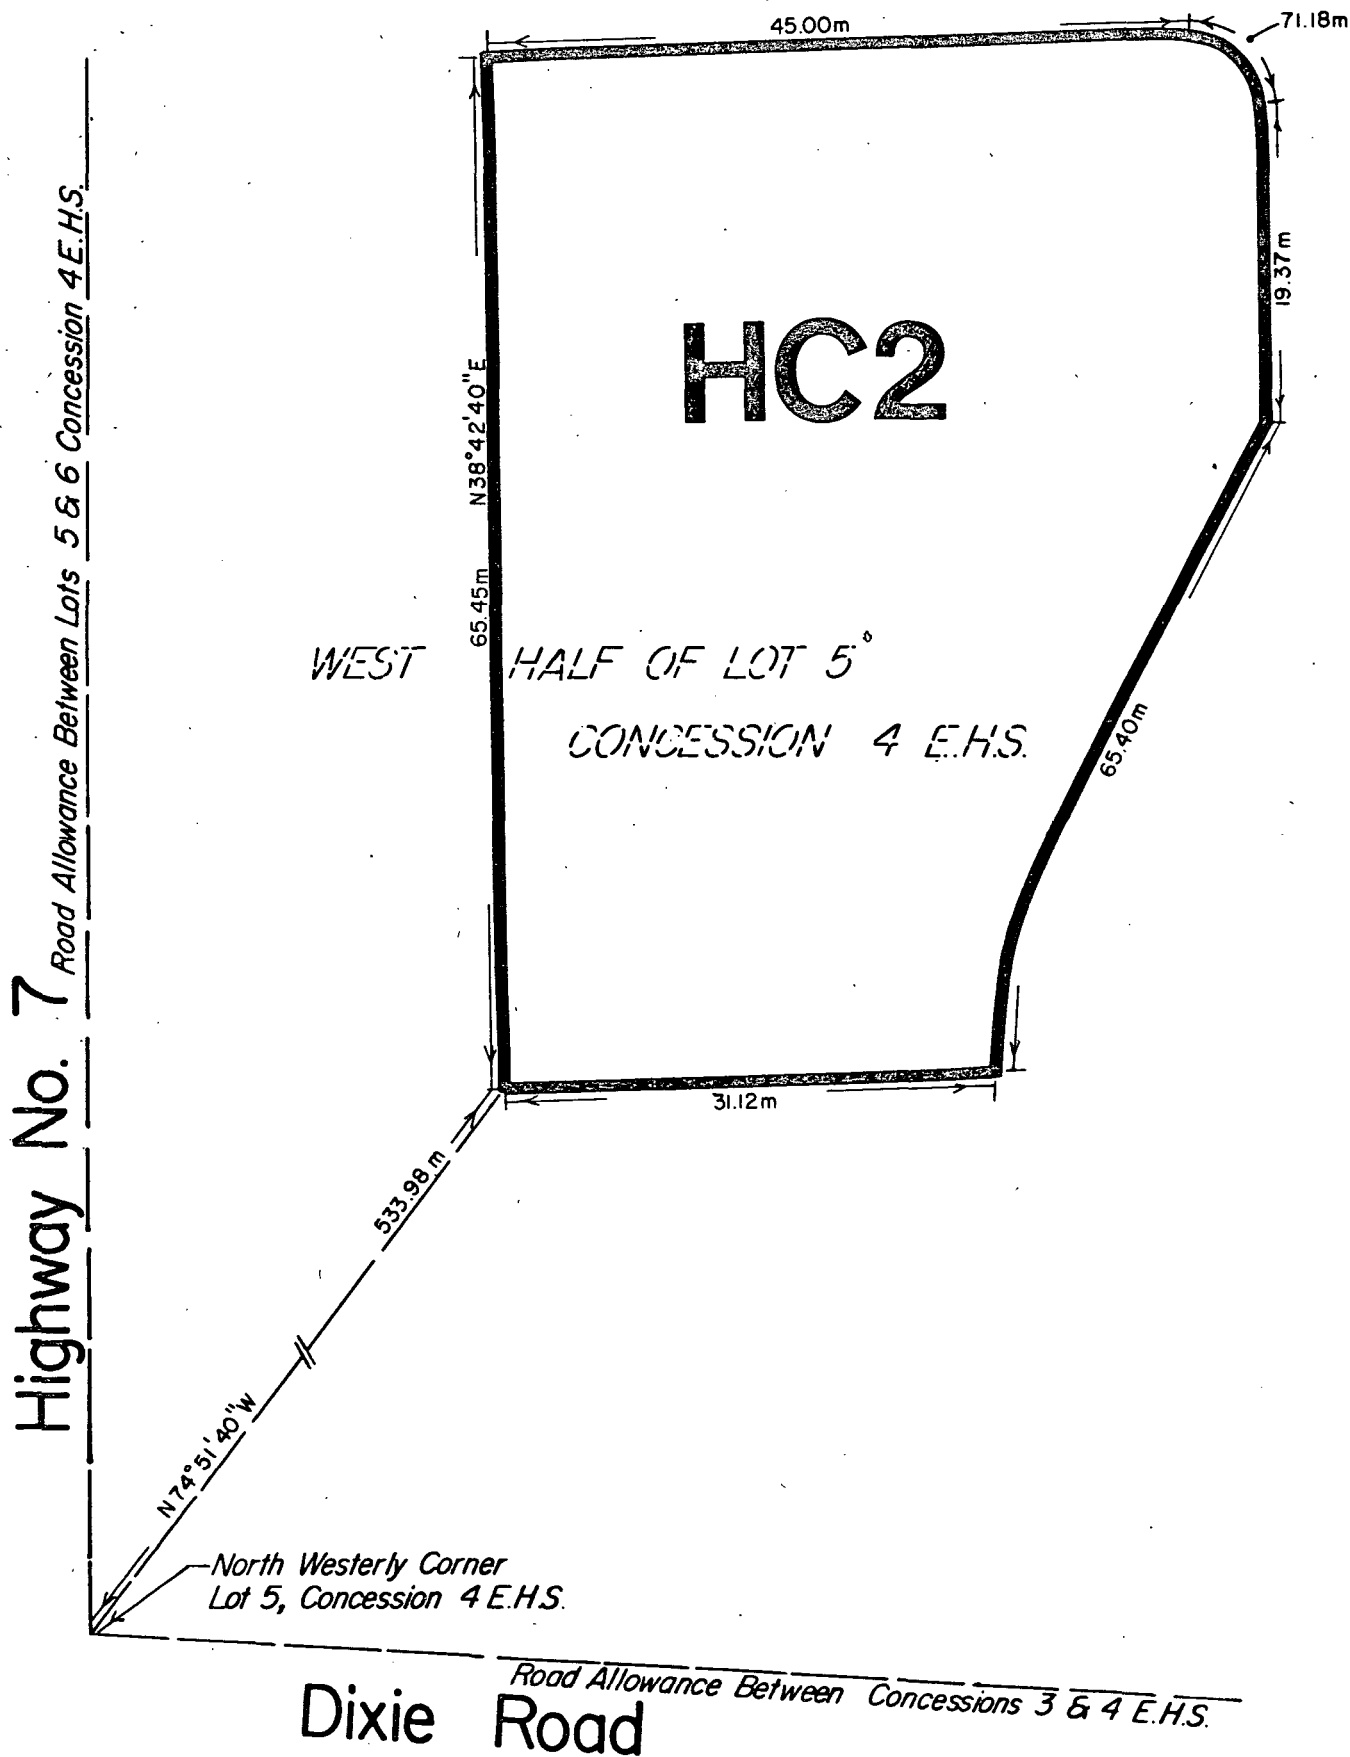 45.00m
71.18m
19.37m
HC2
N38°42'40"E
65.45m
WEST HALF OF LOT 5
CONCESSION 4 E.H.S.
65.40m
31.12m
533.98m
N74°51'40"W
Highway No. 7
Road Allowance Between Lots 5 & 6 Concession 4 E.H.S.
North Westerly Corner
Lot 5, Concession 4 E.H.S.
Road Allowance Between Concessions 3 & 4 E.H.S.
Dixie Road